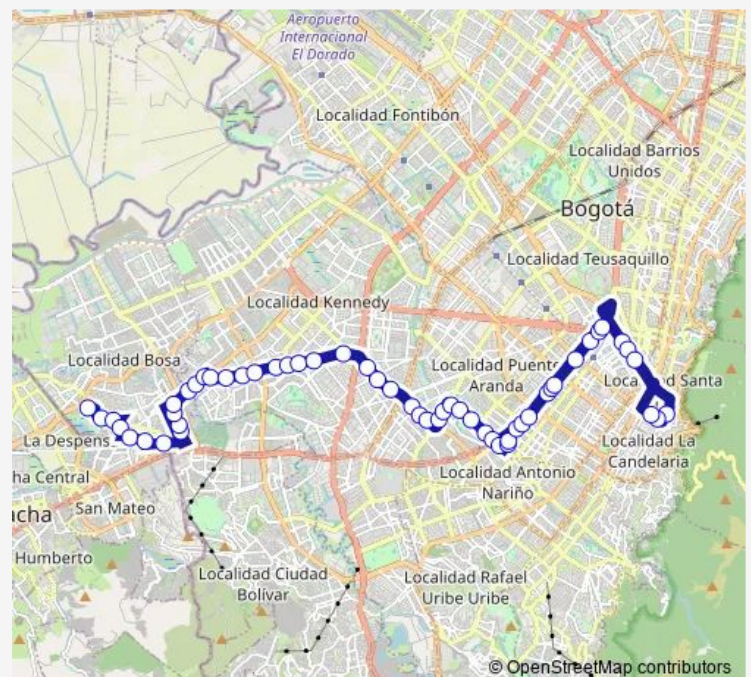 Aeropuerto
Internacional
El Dorado
Localidad Fontibón
Localidad Barrios
Unidos
Bogotá
Localidad Teusaquillo
Localidad Kennedy
Localidad Bosa
Localidad Puente
Aranda
Santa
La Despens
Localidad La
Candelaria
ha Central
Localidad Antonio
Nariño
San Mateo
acha
Humberto
Localidad Ciudad
Bolívar
Localidad Rafael
Uribe Uribe
© OpenStreetMap contributors